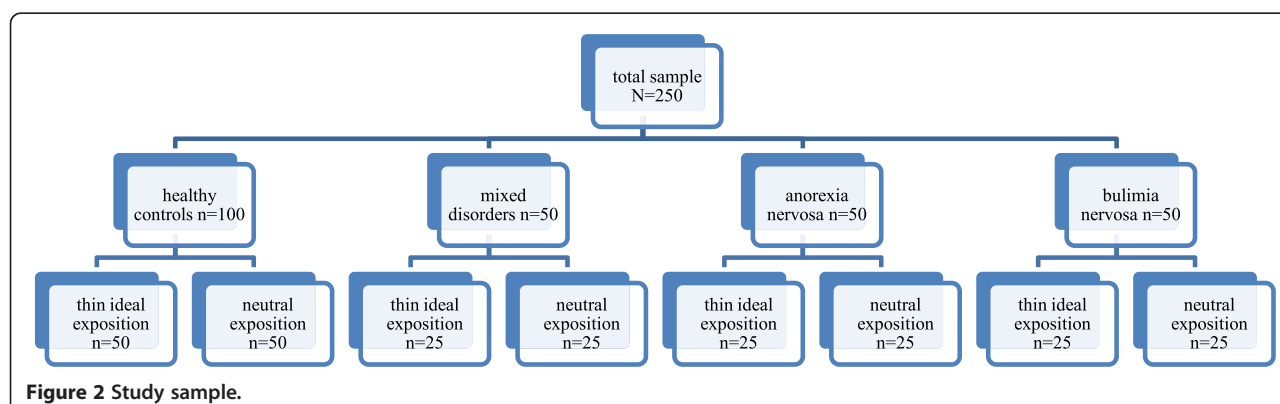 total sample
N=250
healthy
controls n=100
mixed
disorders n=50
anorexia
nervosa n=50
bulimia
nervosa n=50
thin ideal
exposition
n=50
neutral
exposition
n=50
thin ideal
exposition
n=25
neutral
exposition
n=25
thin ideal
exposition
n=25
neutral
exposition
n=25
thin ideal
exposition
n=25
neutral
exposition
n=25
Figure 2 Study sample.